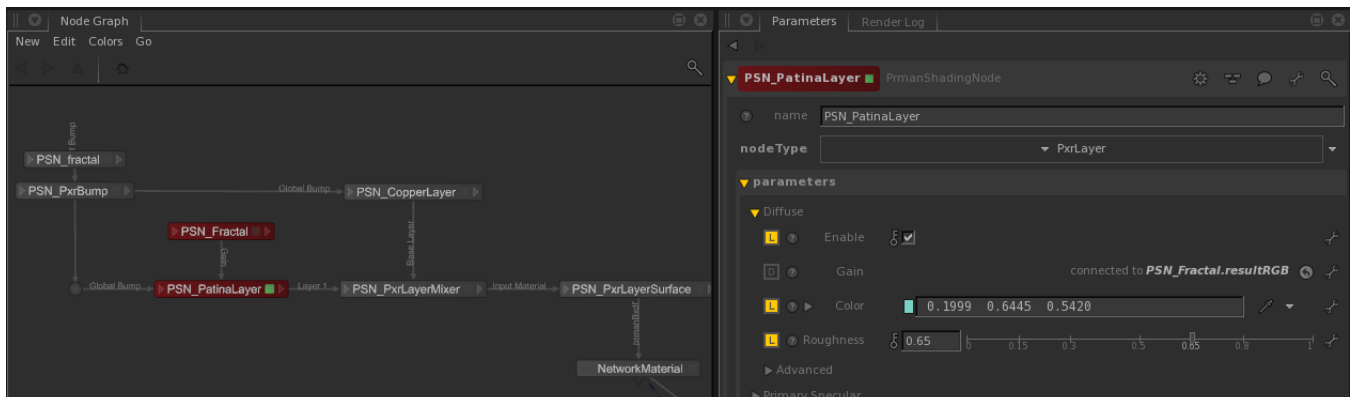 Node Graph
New Edit Colors Go
Bump
PSN_fractal
PSN_PxrBump
Global Bump
PSN_CopperLayer
PSN_Fractal
Gain
Base Layer
Global Bump
PSN_PatinaLayer
Layer 1
PSN_PxrLayerMixer
Input Material
PSN_PxrLayerSurface
prmanBxdf
NetworkMaterial
Parameters Render Log
PSN_PatinaLayer PrmanShadingNode
name PSN_PatinaLayer
nodeType PxrLayer
parameters
Diffuse
L ? Enable
D ? Gain connected to PSN_Fractal.resultRGB
L ? Color 0.1999 0.6445 0.5420
L ? Roughness 0.65 0 0.15 0.3 0.5 0.65 0.8 1
Advanced
Primary Specular